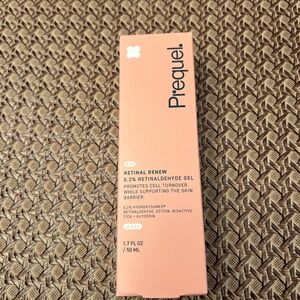 Prequel.
RETINAL RENEW
0.2% RETINALDEHYDE GEL
PROMOTES CELL TURNOVER
WHILE SUPPORTING THE SKIN
BARRIER
RETINALDEHYDE, ECTOIN, BIOACTIVE
CICA + GLYCERIN
1.7 FL OZ
/ 50 ML